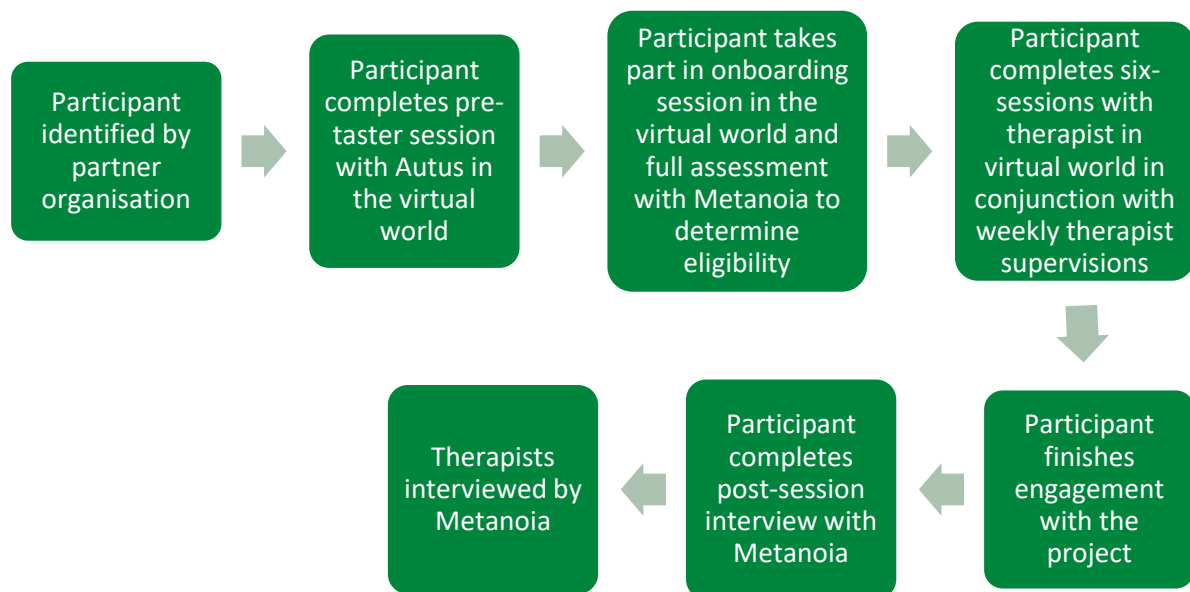 Participant
identified by
partner
organisation
Participant
completes pre-
taster session
with Autus in
the virtual
world
Participant takes
part in onboarding
session in the
virtual world and
full assessment
with Metanoia to
determine
eligibility
Participant
completes six-
sessions with
therapist in
virtual world in
conjunction with
weekly therapist
supervisions
Participant
finishes
engagement
with the
project
Participant
completes
post-session
interview with
Metanoia
Therapists
interviewed by
Metanoia